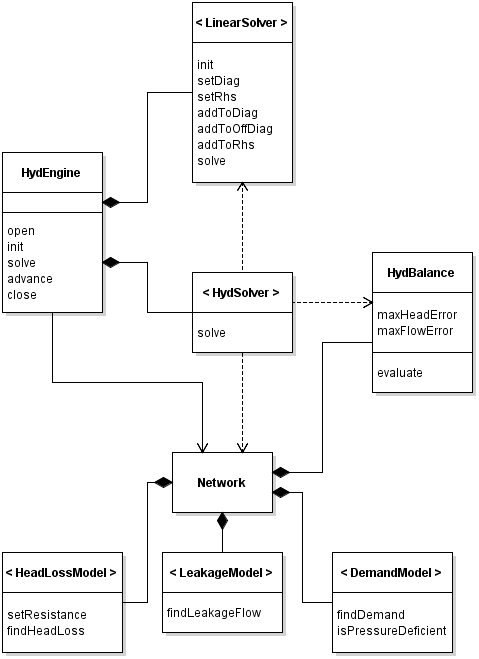 < LinearSolver >
init
setDiag
setRhs
addToDiag
addToOffDiag
addToRhs
solve
HydEngine
open
init
solve
advance
close
< HydSolver >
solve
HydBalance
maxHeadError
maxFlowError
evaluate
Network
< HeadLossModel >
setResistance
findHeadLoss
< LeakageModel >
findLeakageFlow
< DemandModel >
findDemand
isPressureDeficient